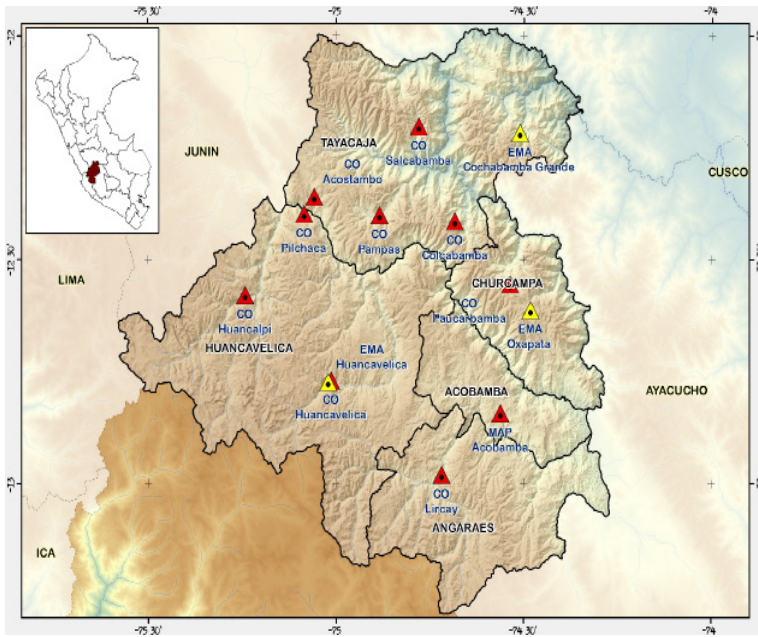 -75 30'
-75
-74 30'
-74
-12
-12
JUNIN
TAYACAJA
CO
Salcabamba
EMA
Cochabamba Grande
CO
Acostambo
CUSCO
CO
Pilchaca
CO
Pampas
CO
Colcabamba
-12 30'
LIMA
CHURCAMPA
CO
Paucarbamba
EMA
Oxapata
CO
Huancalpi
HUANCAVELICA
EMA
Huancavelica
CO
Huancavelica
ACOBAMBA
AYACUCHO
MAP
Acobamba
-13
-13
CO
Lircay
ANGARAES
ICA
-75 30'
-75
-74 30'
-74